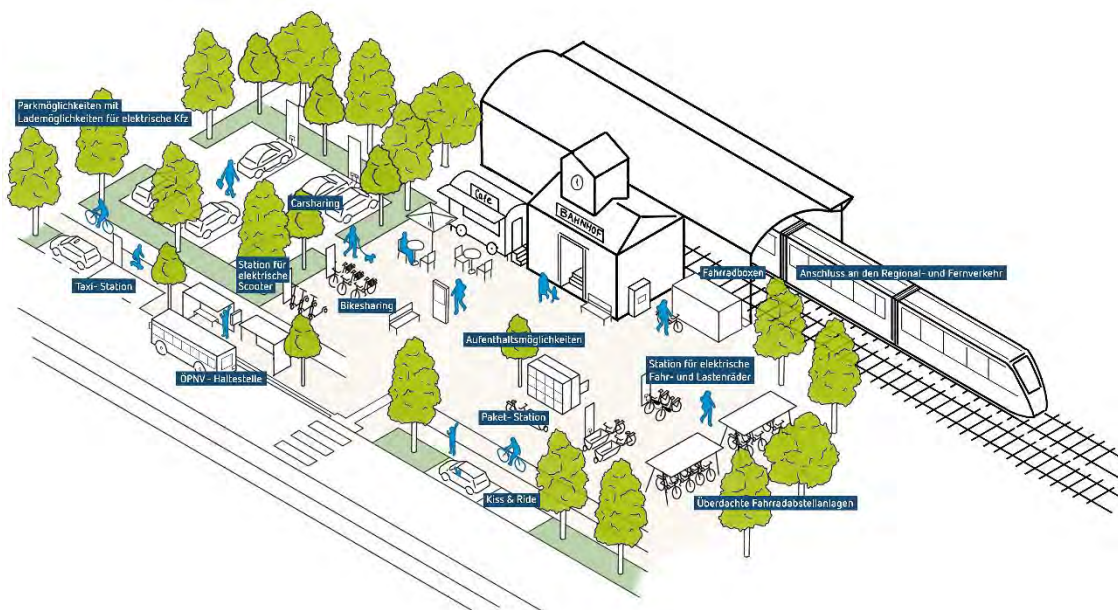 Parkmöglichkeiten mit
Lademöglichkeiten für elektrische Kfz
Carsharing
Cafe
BAHNHOF
Taxi- Station
Station für
elektrische
Scooter
Bikesharing
Fahrradboxen
Anschluss an den Regional- und Fernverkehr
ÖPNV- Haltestelle
Aufenthaltsmöglichkeiten
Station für elektrische
Fahr- und Lastenräder
Paket- Station
Kiss & Ride
Überdachte Fahrradabstellanlagen